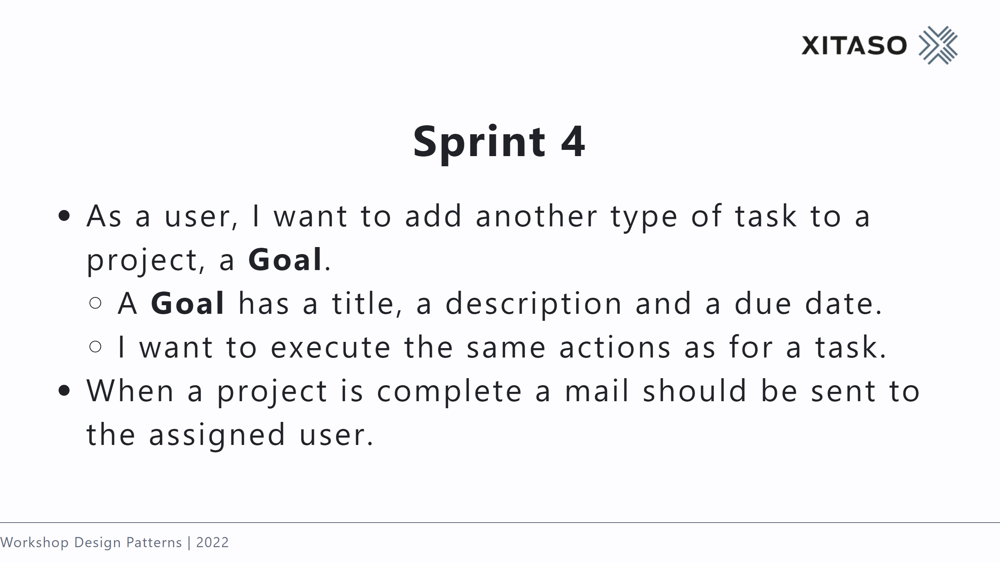 XITASO
Sprint 4
• As a user, I want to add another type of task to a
project, a Goal.
○ A Goal has a title, a description and a due date.
○ I want to execute the same actions as for a task.
• When a project is complete a mail should be sent to
the assigned user.
Workshop Design Patterns | 2022